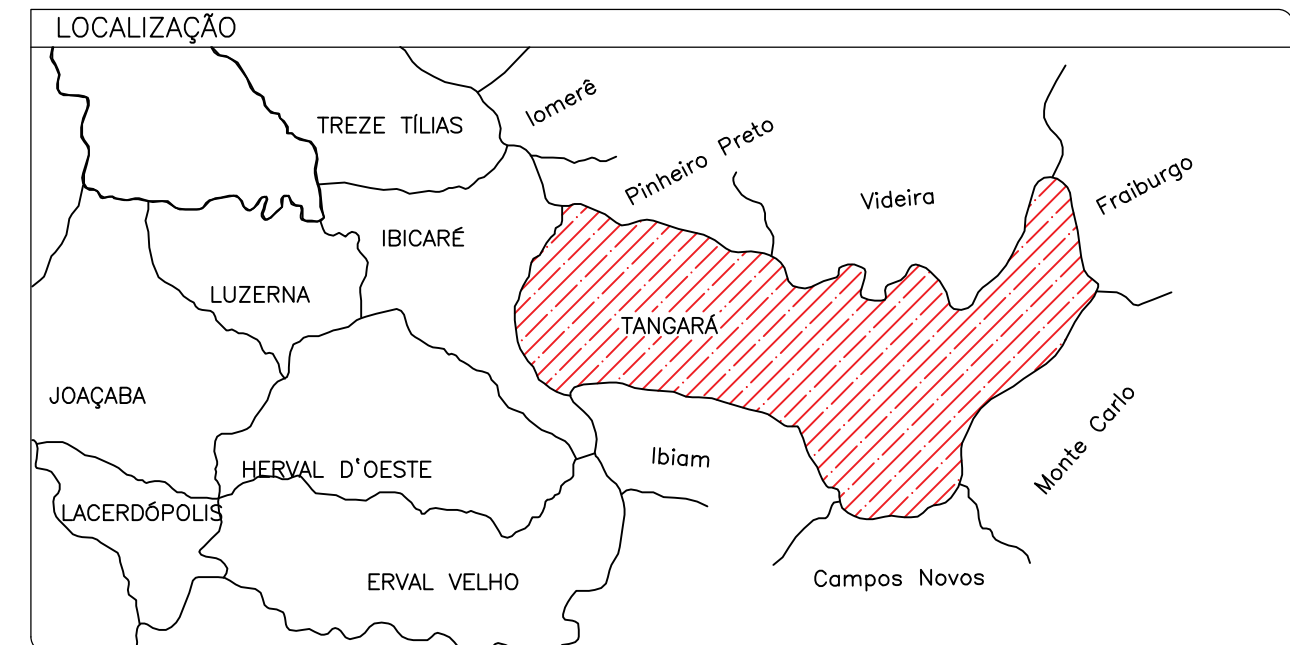 LOCALIZAÇÃO
Iomerê
TREZE TÍLIAS
Pinheiro Preto
Videira
Fraiburgo
IBICARÉ
LUZERNA
TANGARÁ
JOAÇABA
Monte Carlo
Ibiam
HERVAL D'OESTE
LACERDÓPOLIS
ERVAL VELHO
Campos Novos